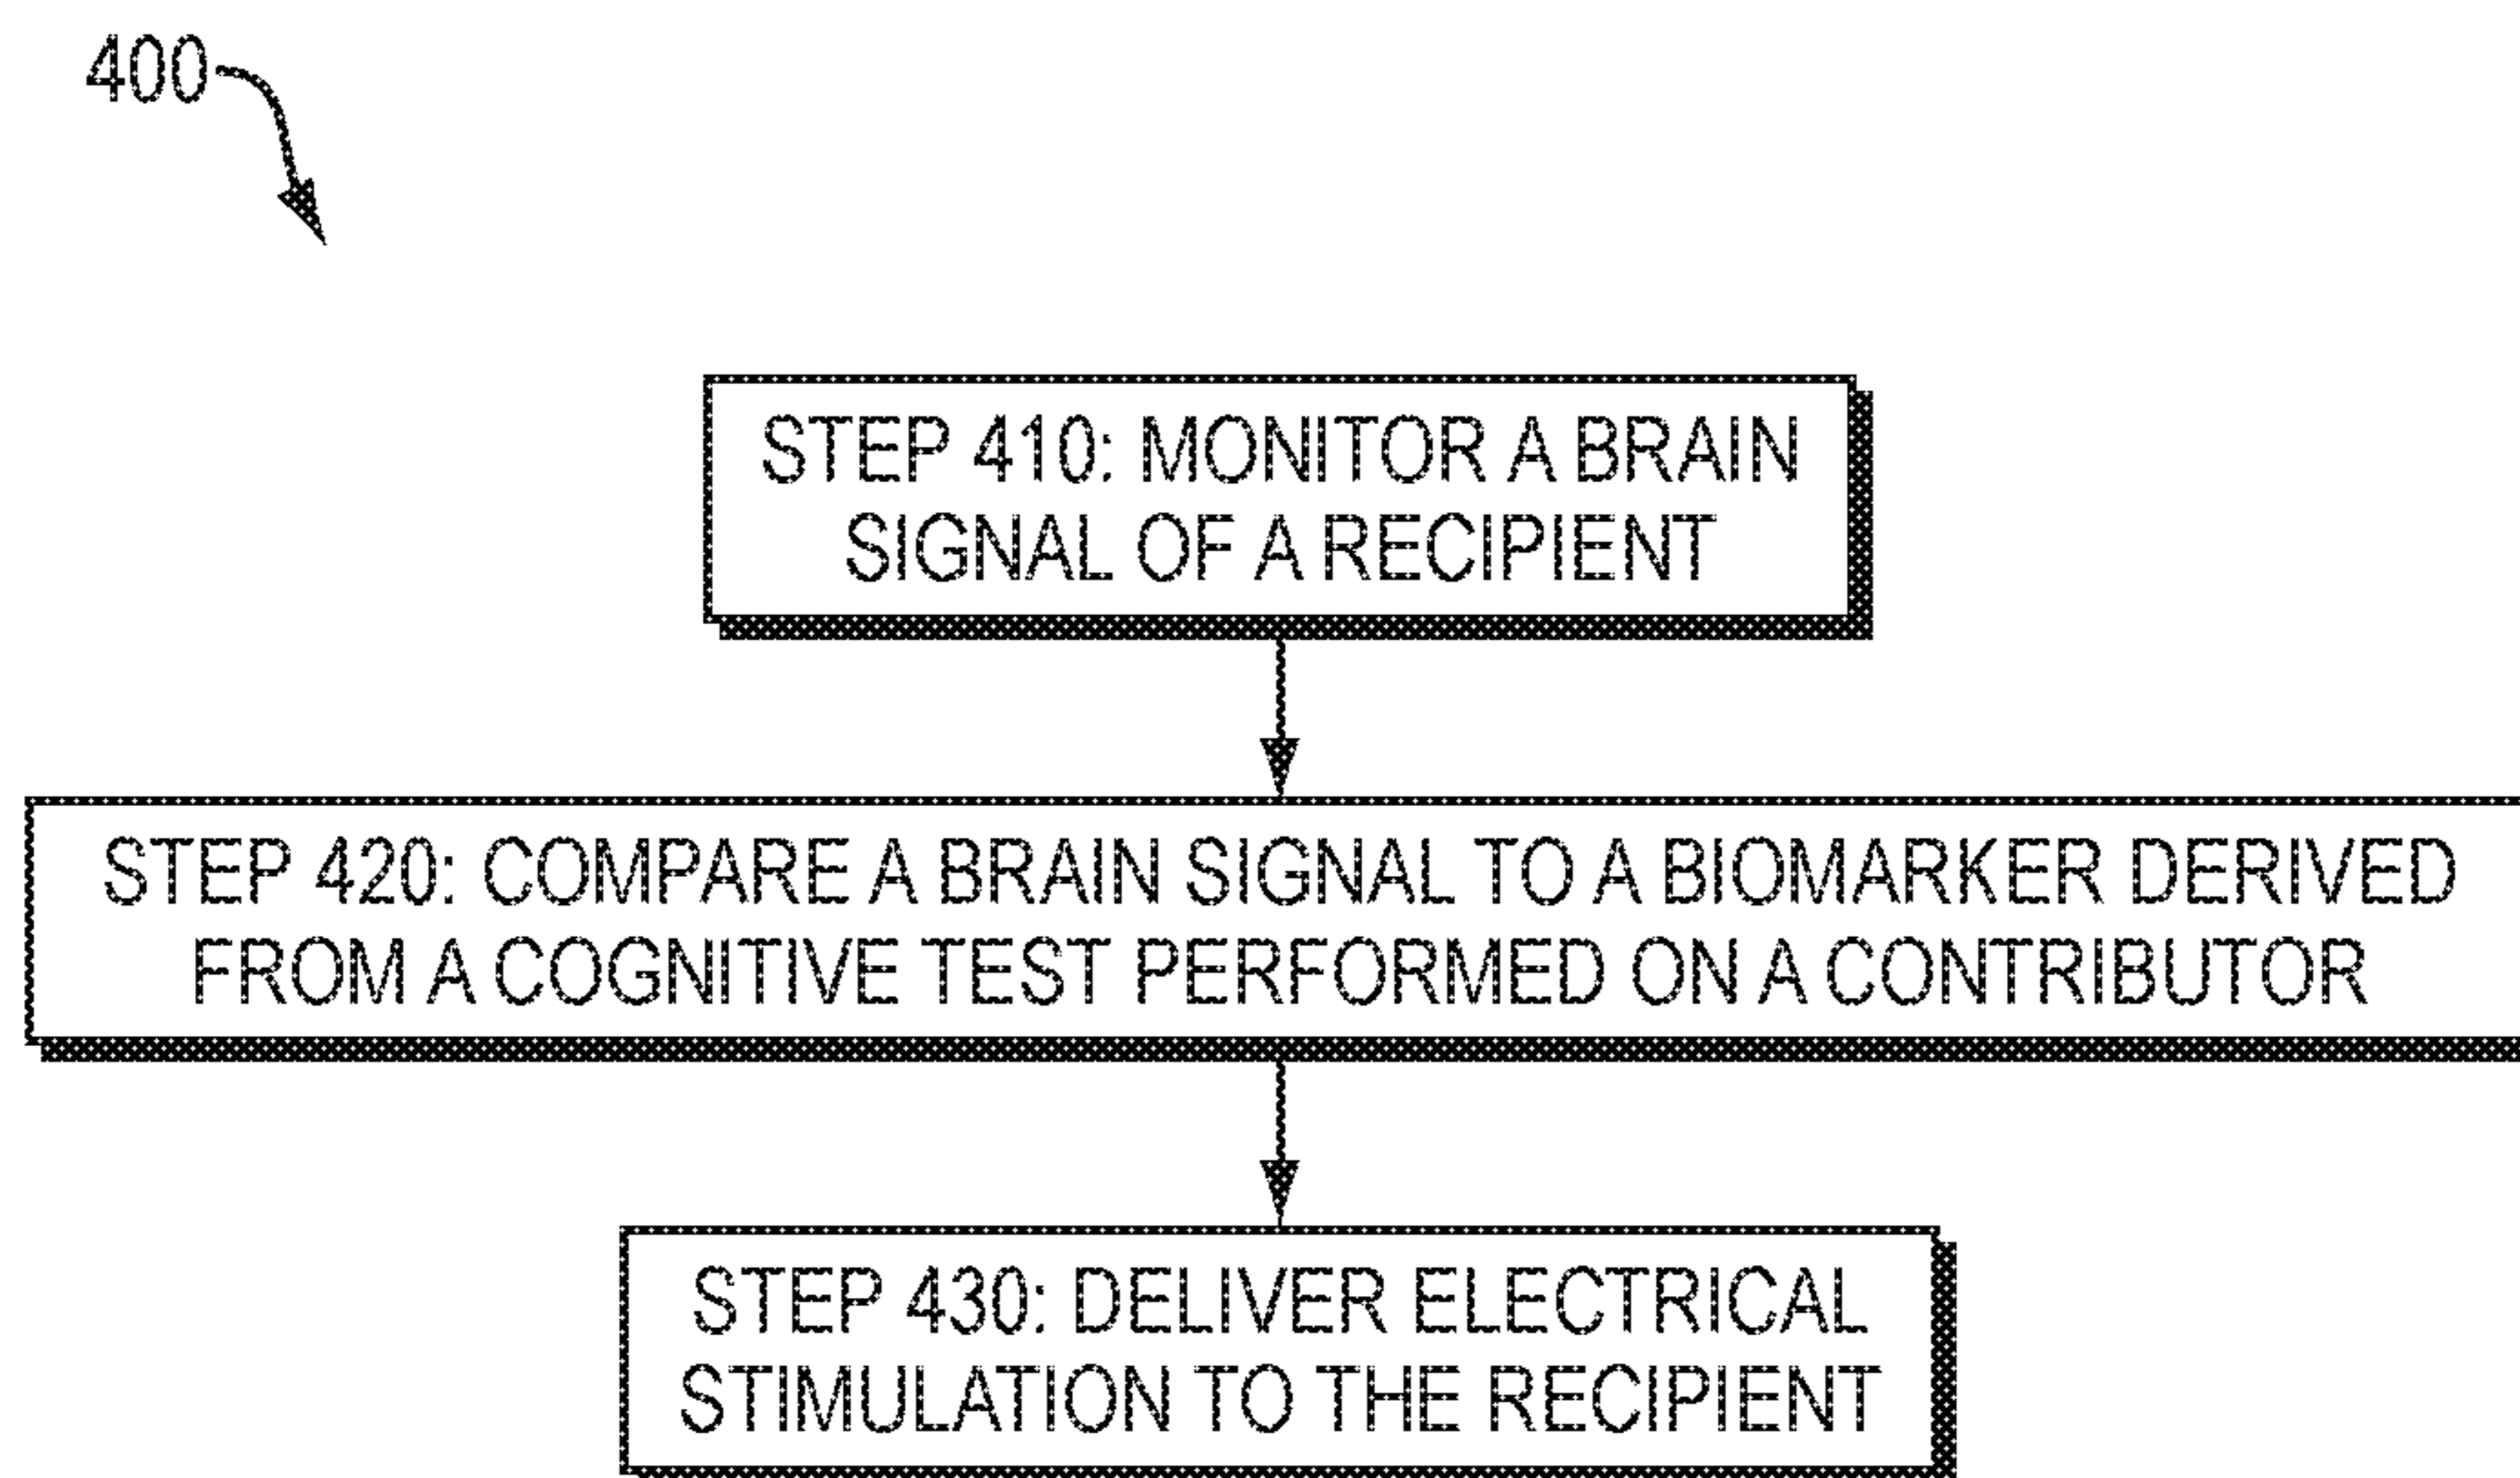 400
STEP 410: MONITOR A BRAIN
SIGNAL OF A RECIPIENT
STEP 420: COMPARE A BRAIN SIGNAL TO A BIOMARKER DERIVED
FROM A COGNITIVE TEST PERFORMED ON A CONTRIBUTOR
STEP 430: DELIVER ELECTRICAL
STIMULATION TO THE RECIPIENT